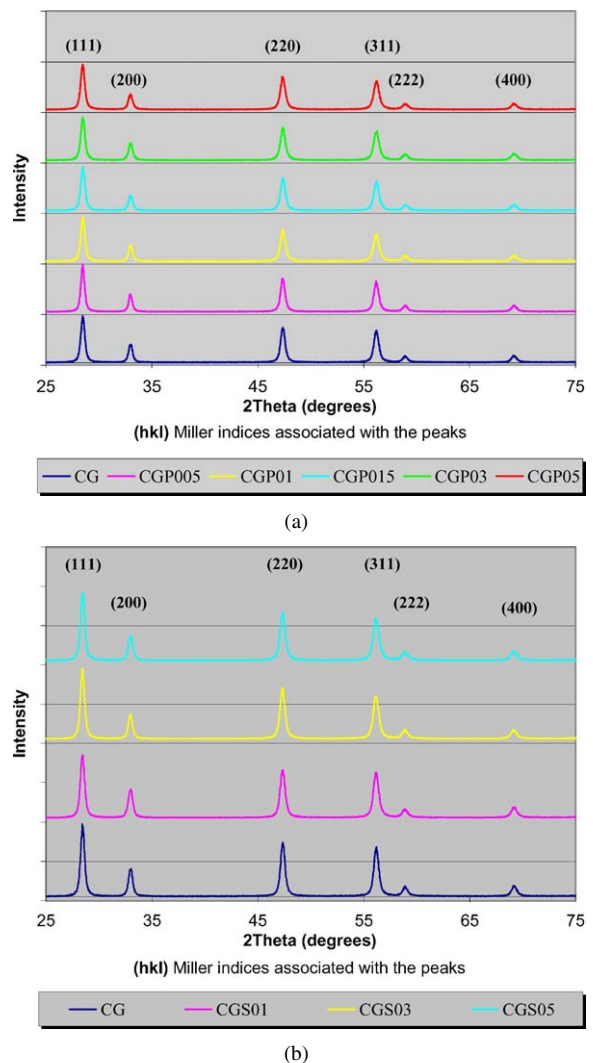 (111) (220) (311)
(200) (222) (400)
Intensity
25 35 45 55 65 75
2Theta (degrees)
(hkl) Miller indices associated with the peaks
CG CGP005 CGP01 CGP015 CGP03 CGP05
(a)
(111) (220) (311)
(200) (222) (400)
Intensity
25 35 45 55 65 75
2Theta (degrees)
(hkl) Miller indices associated with the peaks
CG CGS01 CGS03 CGS05
(b)